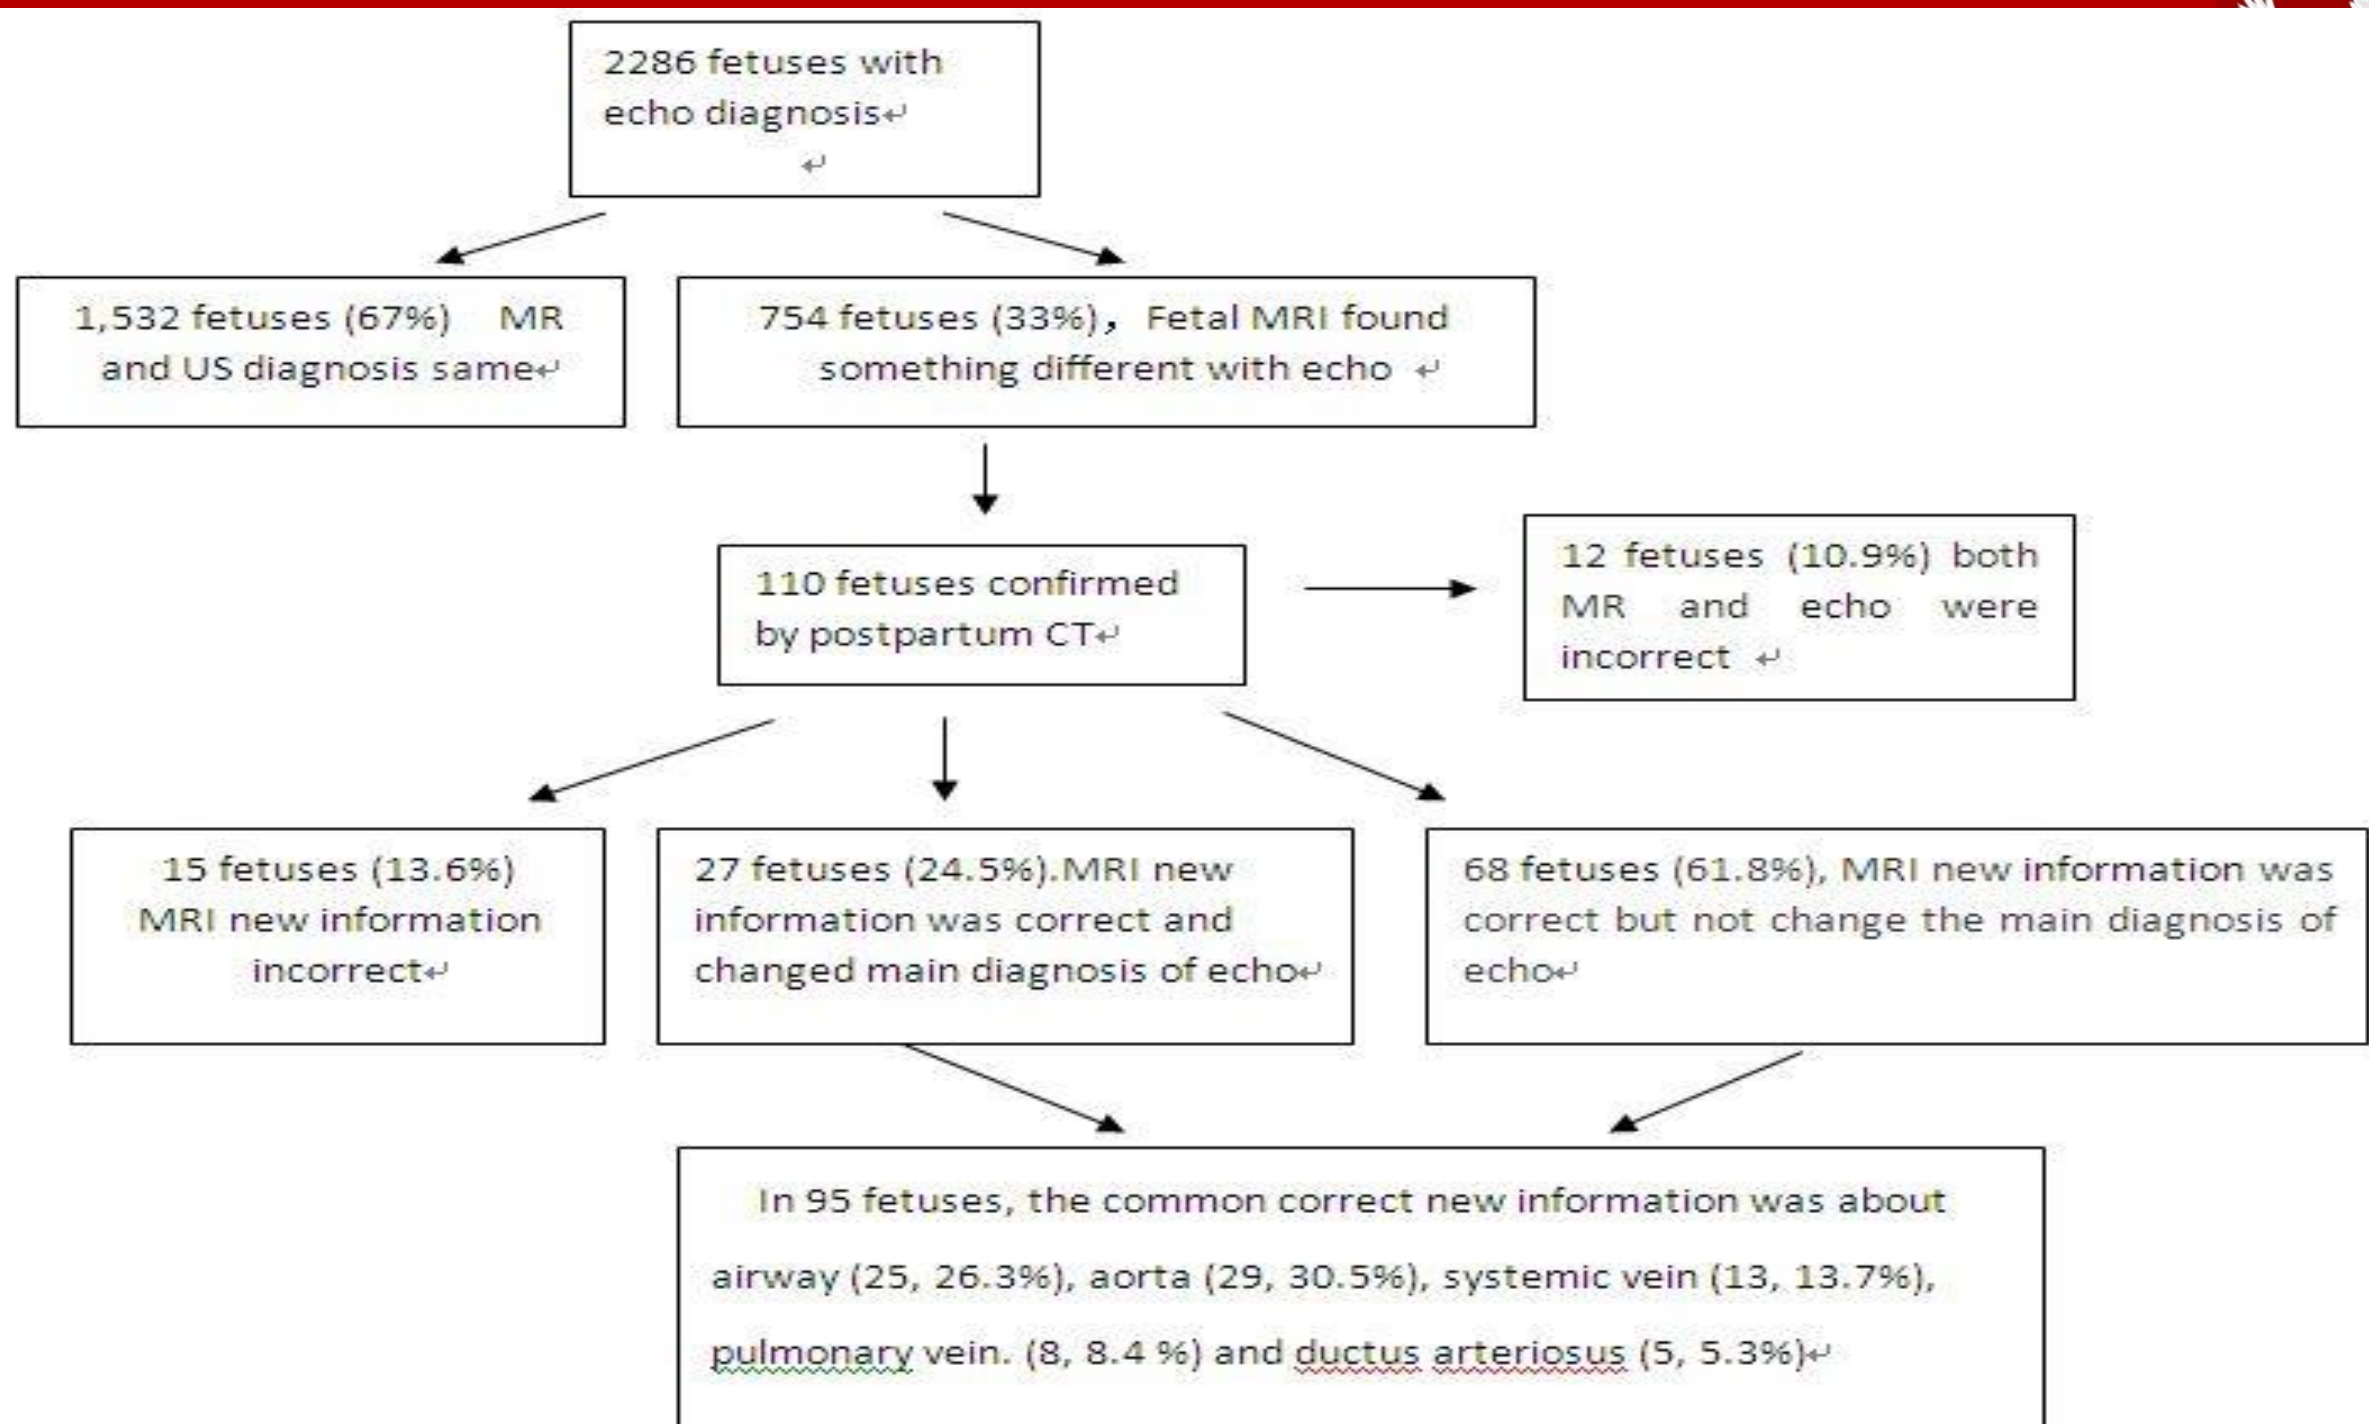 2286 fetuses with
echo diagnosis↵
↵
1,532 fetuses (67%) MR
and US diagnosis same↵
754 fetuses (33%)，Fetal MRI found
something different with echo ↵
110 fetuses confirmed
by postpartum CT↵
12 fetuses (10.9%) both
MR and echo were
incorrect ↵
15 fetuses (13.6%)
MRI new information
incorrect↵
27 fetuses (24.5%).MRI new
information was correct and
changed main diagnosis of echo↵
68 fetuses (61.8%), MRI new information was
correct but not change the main diagnosis of
echo↵
In 95 fetuses, the common correct new information was about
airway (25, 26.3%), aorta (29, 30.5%), systemic vein (13, 13.7%),
pulmonary vein. (8, 8.4 %) and ductus arteriosus (5, 5.3%)↵